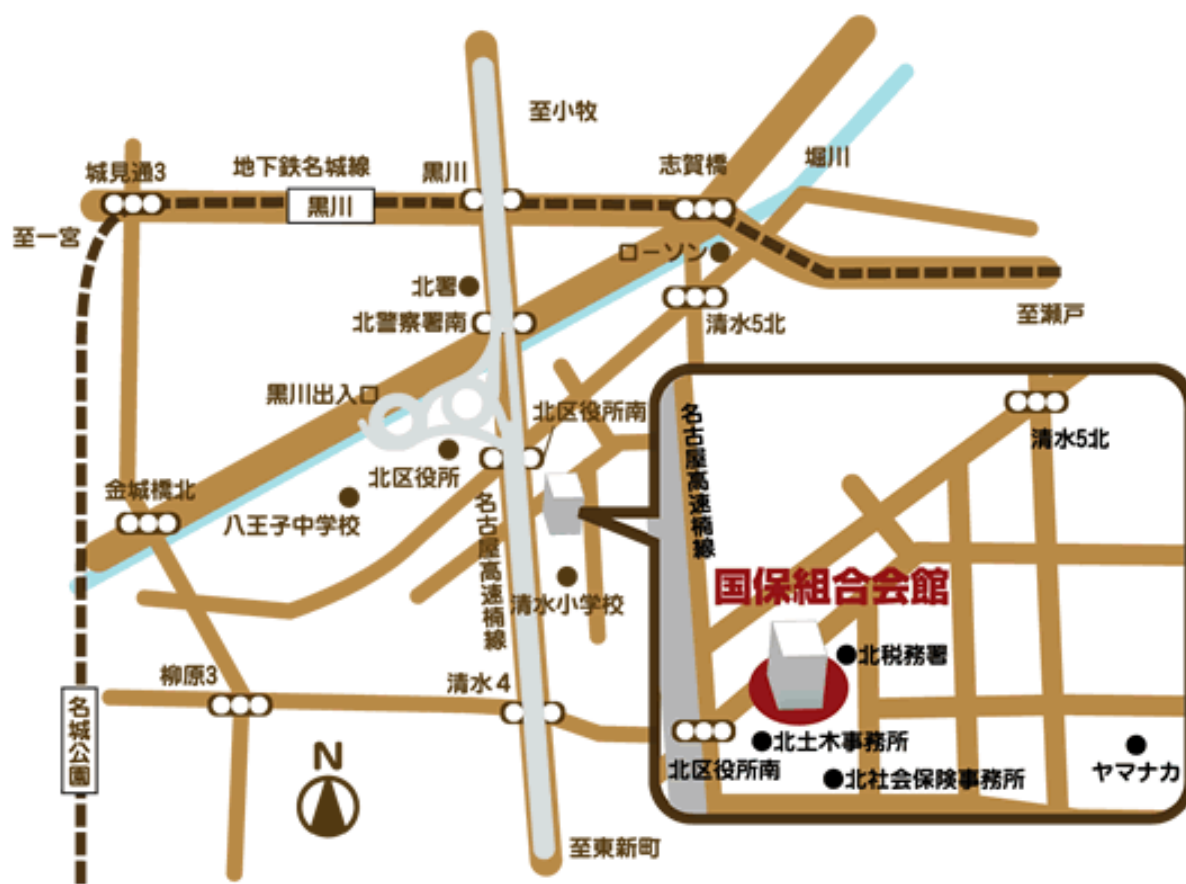 至小牧
城見通3
地下鉄名城線
黒川
志賀橋
堀川
黒川
至一宮
ローソン
北署
北警察署南
清水5北
至瀬戸
黒川出入口
北区役所南
北区役所
金城橋北
八王子中学校
名古屋高速楠線
清水小学校
柳原3
清水4
名城公園
N
至東新町
名古屋高速楠線
清水5北
国保組合会館
北税務署
北土木事務所
北区役所南
北社会保険事務所
ヤマナカ